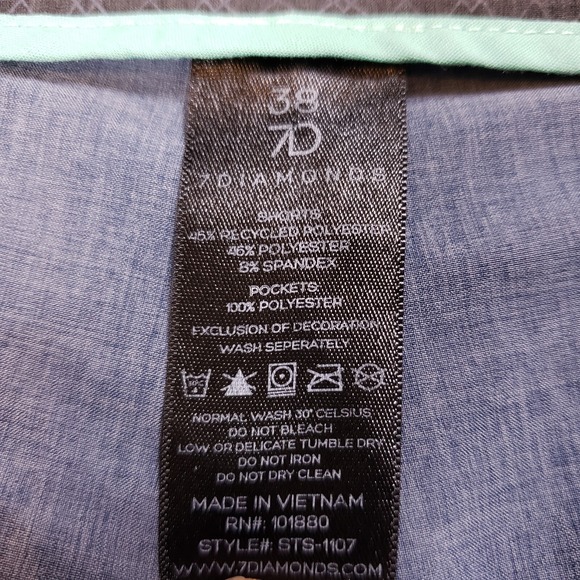 38
7D
7DIAMONDS
SHORTS
46% RECYCLED POLYESTER
46% POLYESTER
8% SPANDEX
POCKETS:
100% POLYESTER
EXCLUSION OF DECORATION
WASH SEPERATELY
NORMAL WASH 30° CELSIUS
DO NOT BLEACH
LOW OR DELICATE TUMBLE DRY
DO NOT IRON
DO NOT DRY CLEAN
MADE IN VIETNAM
RN#: 101880
STYLE#: STS-1107
WWW.7DIAMONDS.COM